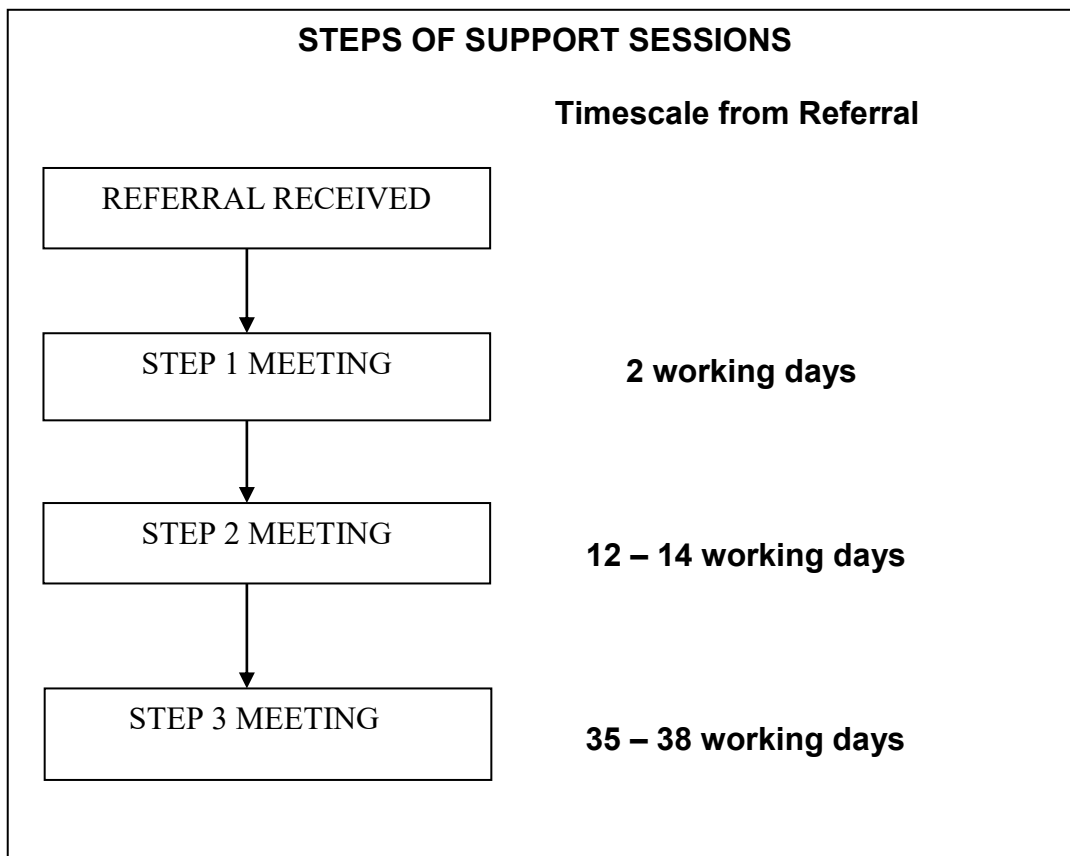 STEPS OF SUPPORT SESSIONS
Timescale from Referral
REFERRAL RECEIVED
STEP 1 MEETING
2 working days
STEP 2 MEETING
12 – 14 working days
STEP 3 MEETING
35 – 38 working days